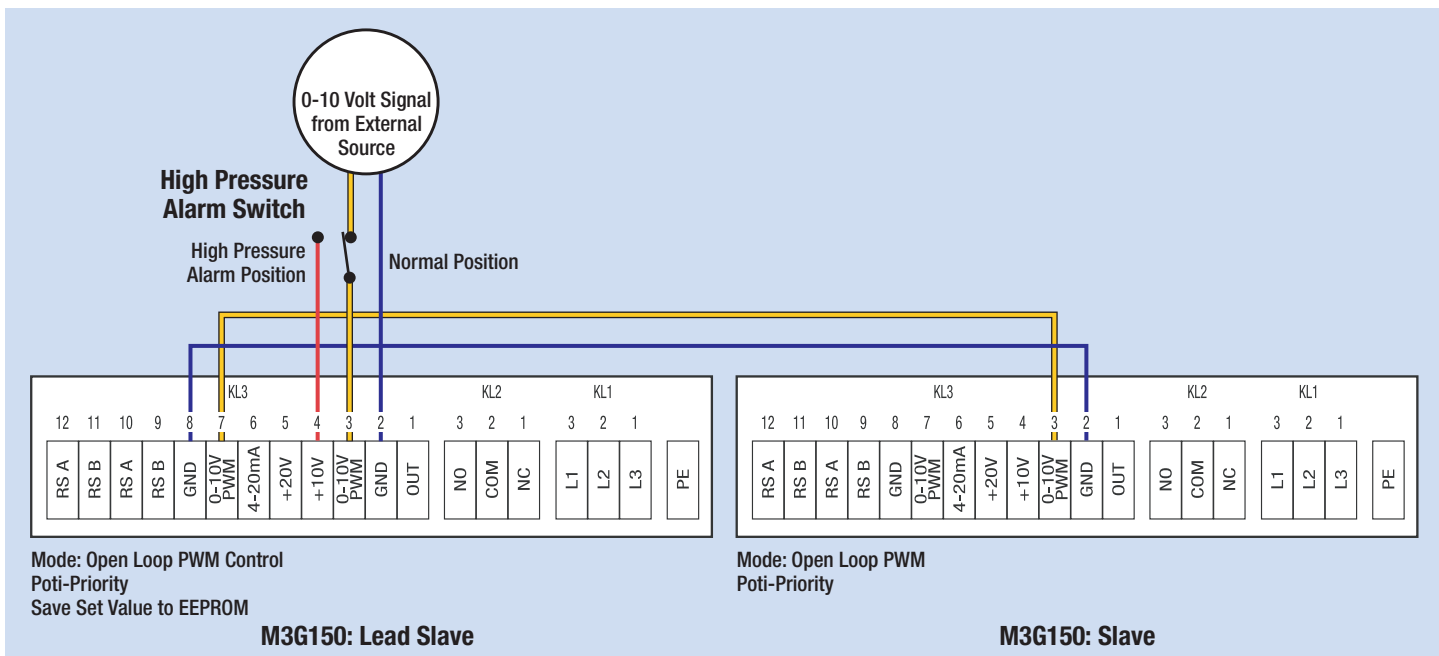 0-10 Volt Signal
from External
Source
High Pressure
Alarm Switch
High Pressure
Alarm Position
Normal Position
KL3 KL2 KL1
12 11 10 9 8 7 6 5 4 3 2 1 3 2 1 3 2 1
RS A RS B RS A RS B GND 0-10V PWM 4-20mA +20V +10V 0-10V PWM GND OUT NO COM NC L1 L2 L3 PE
Mode: Open Loop PWM Control
Poti-Priority
Save Set Value to EEPROM
M3G150: Lead Slave
KL3 KL2 KL1
12 11 10 9 8 7 6 5 4 3 2 1 3 2 1 3 2 1
RS A RS B RS A RS B GND 0-10V PWM 4-20mA +20V +10V 0-10V PWM GND OUT NO COM NC L1 L2 L3 PE
Mode: Open Loop PWM
Poti-Priority
M3G150: Slave